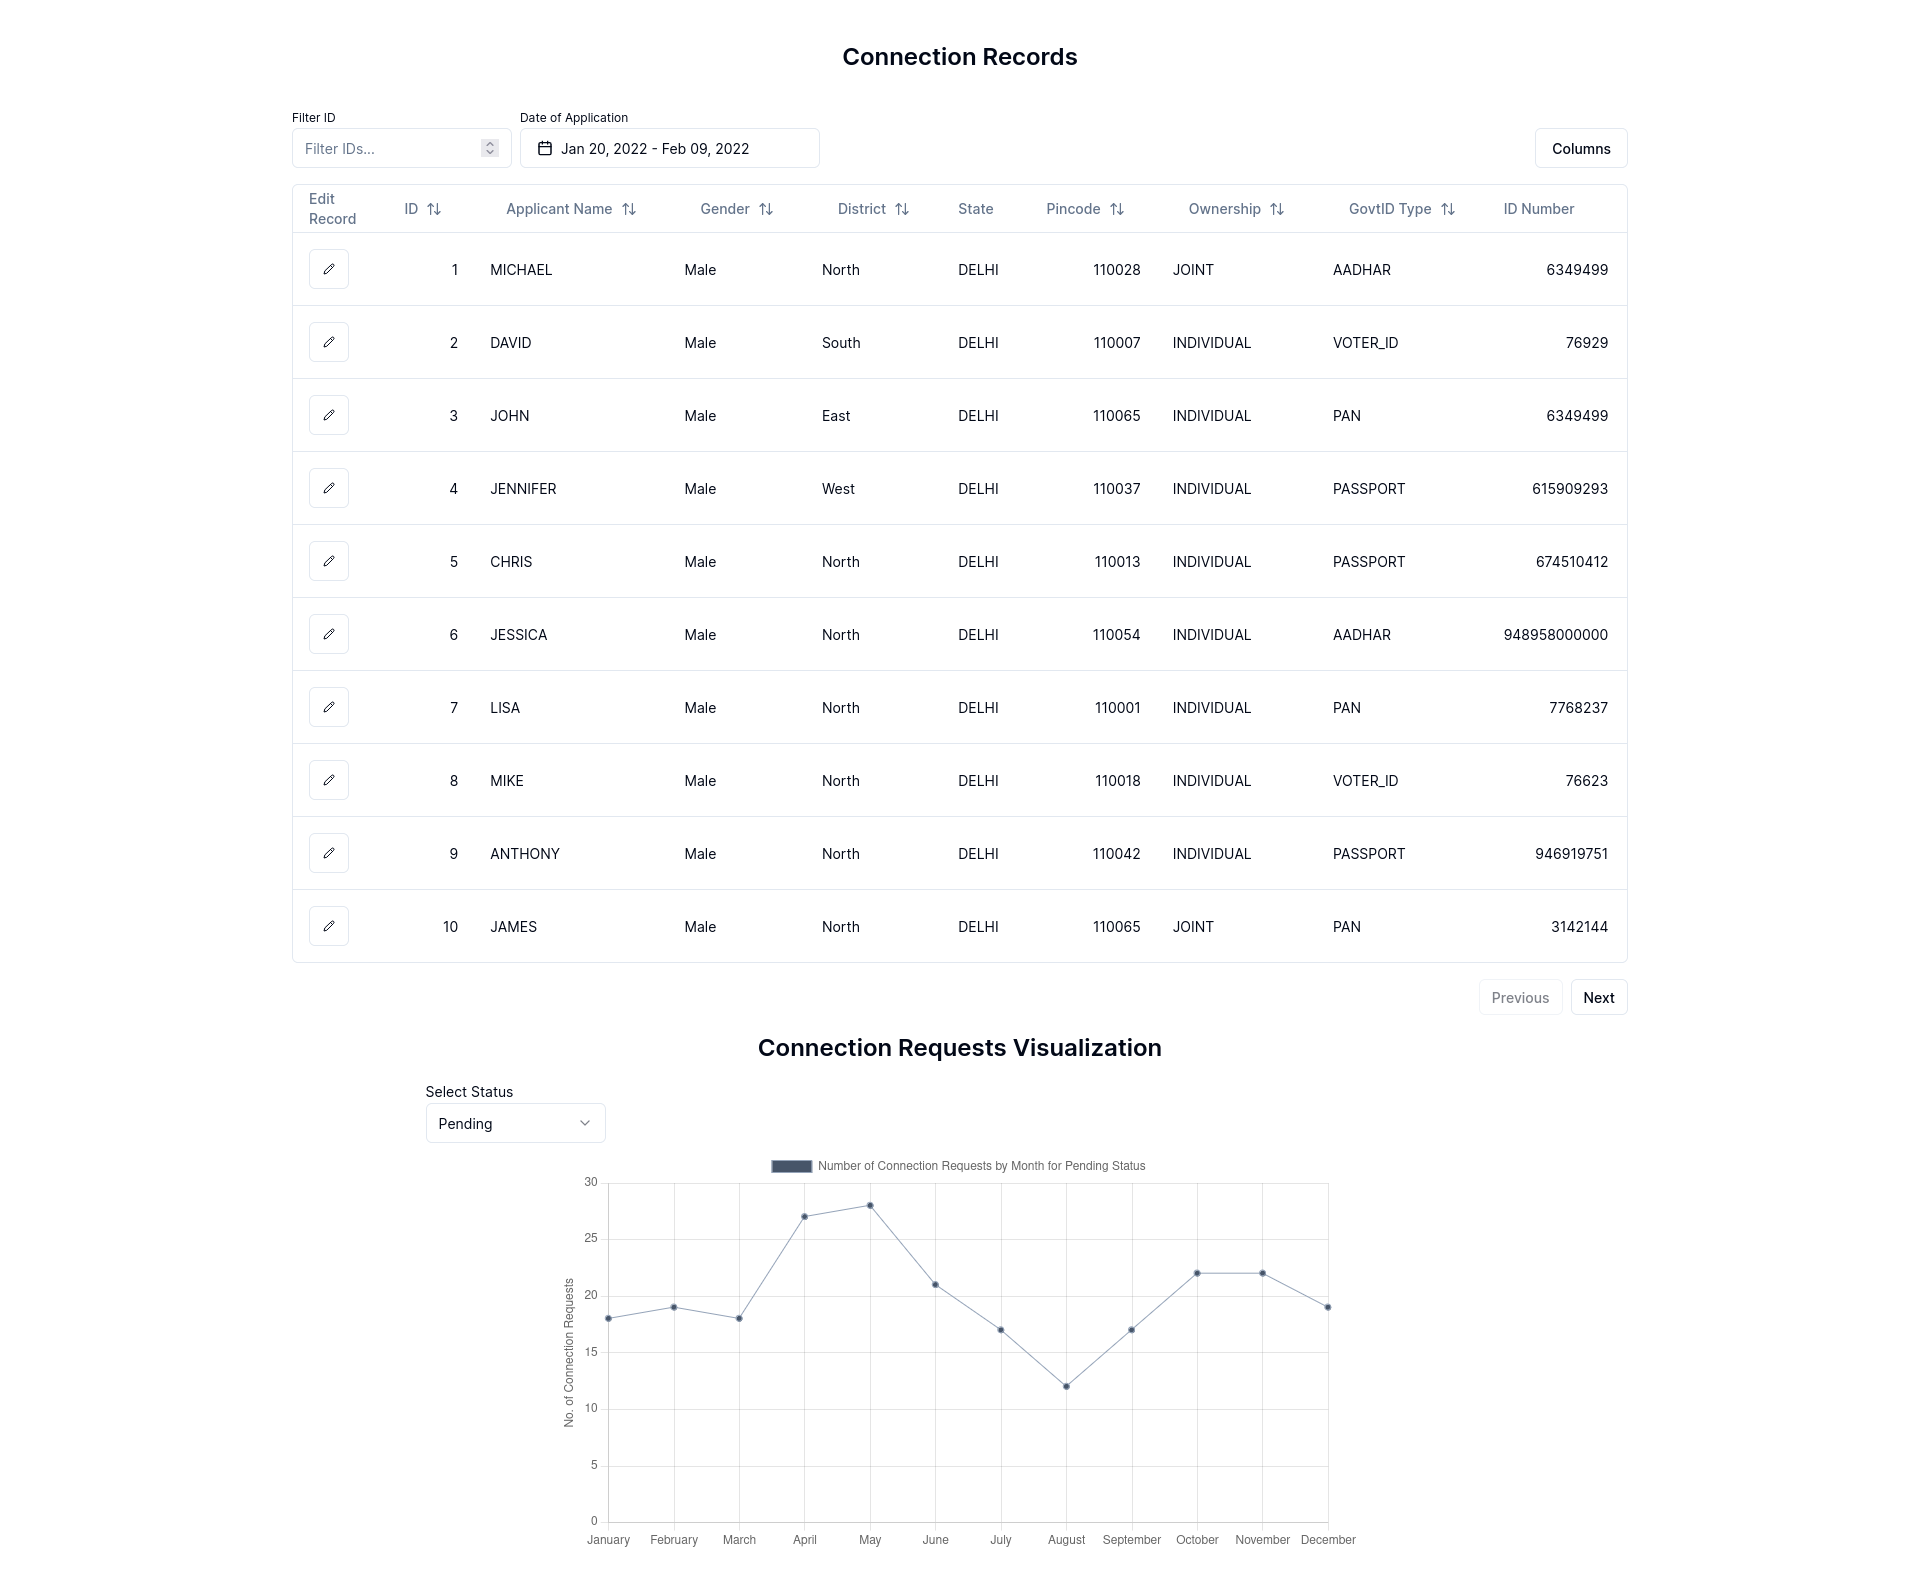 Connection Records
Filter ID
Date of Application
Filter IDs...
Jan 20, 2022 - Feb 09, 2022
Columns
Edit Record ID Applicant Name Gender District State Pincode Ownership GovtID Type ID Number
1 MICHAEL Male North DELHI 110028 JOINT AADHAR 6349499
2 DAVID Male South DELHI 110007 INDIVIDUAL VOTER_ID 76929
3 JOHN Male East DELHI 110065 INDIVIDUAL PAN 6349499
4 JENNIFER Male West DELHI 110037 INDIVIDUAL PASSPORT 615909293
5 CHRIS Male North DELHI 110013 INDIVIDUAL PASSPORT 674510412
6 JESSICA Male North DELHI 110054 INDIVIDUAL AADHAR 948958000000
7 LISA Male North DELHI 110001 INDIVIDUAL PAN 7768237
8 MIKE Male North DELHI 110018 INDIVIDUAL VOTER_ID 76623
9 ANTHONY Male North DELHI 110042 INDIVIDUAL PASSPORT 946919751
10 JAMES Male North DELHI 110065 JOINT PAN 3142144
Previous Next
Connection Requests Visualization
Select Status
Pending
Number of Connection Requests by Month for Pending Status
No. of Connection Requests
30
25
20
15
10
5
0
January February March April May June July August September October November December